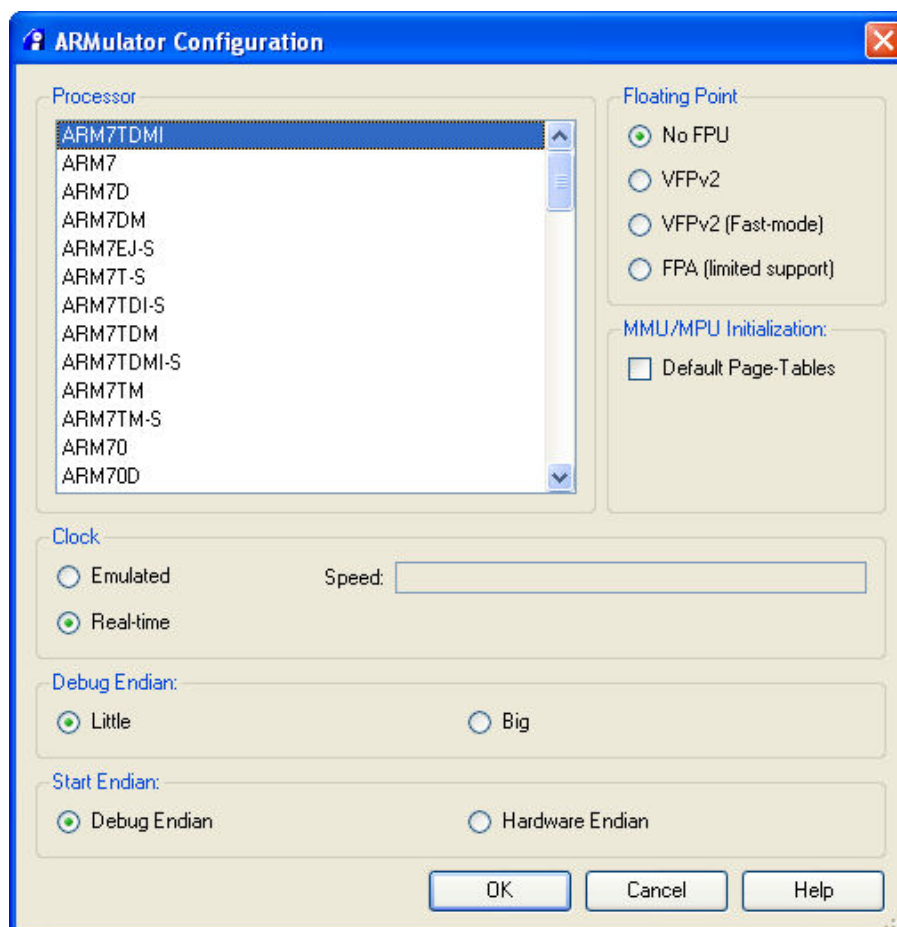 ARMulator Configuration
Processor
ARM7TDMI
ARM7
ARM7D
ARM7DM
ARM7EJ-S
ARM7T-S
ARM7TDI-S
ARM7TDM
ARM7TDMI-S
ARM7TM
ARM7TM-S
ARM70
ARM70D
Floating Point
No FPU
VFPv2
VFPv2 (Fast-mode)
FPA (limited support)
MMU/MPU Initialization:
Default Page-Tables
Clock
Emulated Speed:
Real-time
Debug Endian:
Little Big
Start Endian:
Debug Endian Hardware Endian
OK Cancel Help